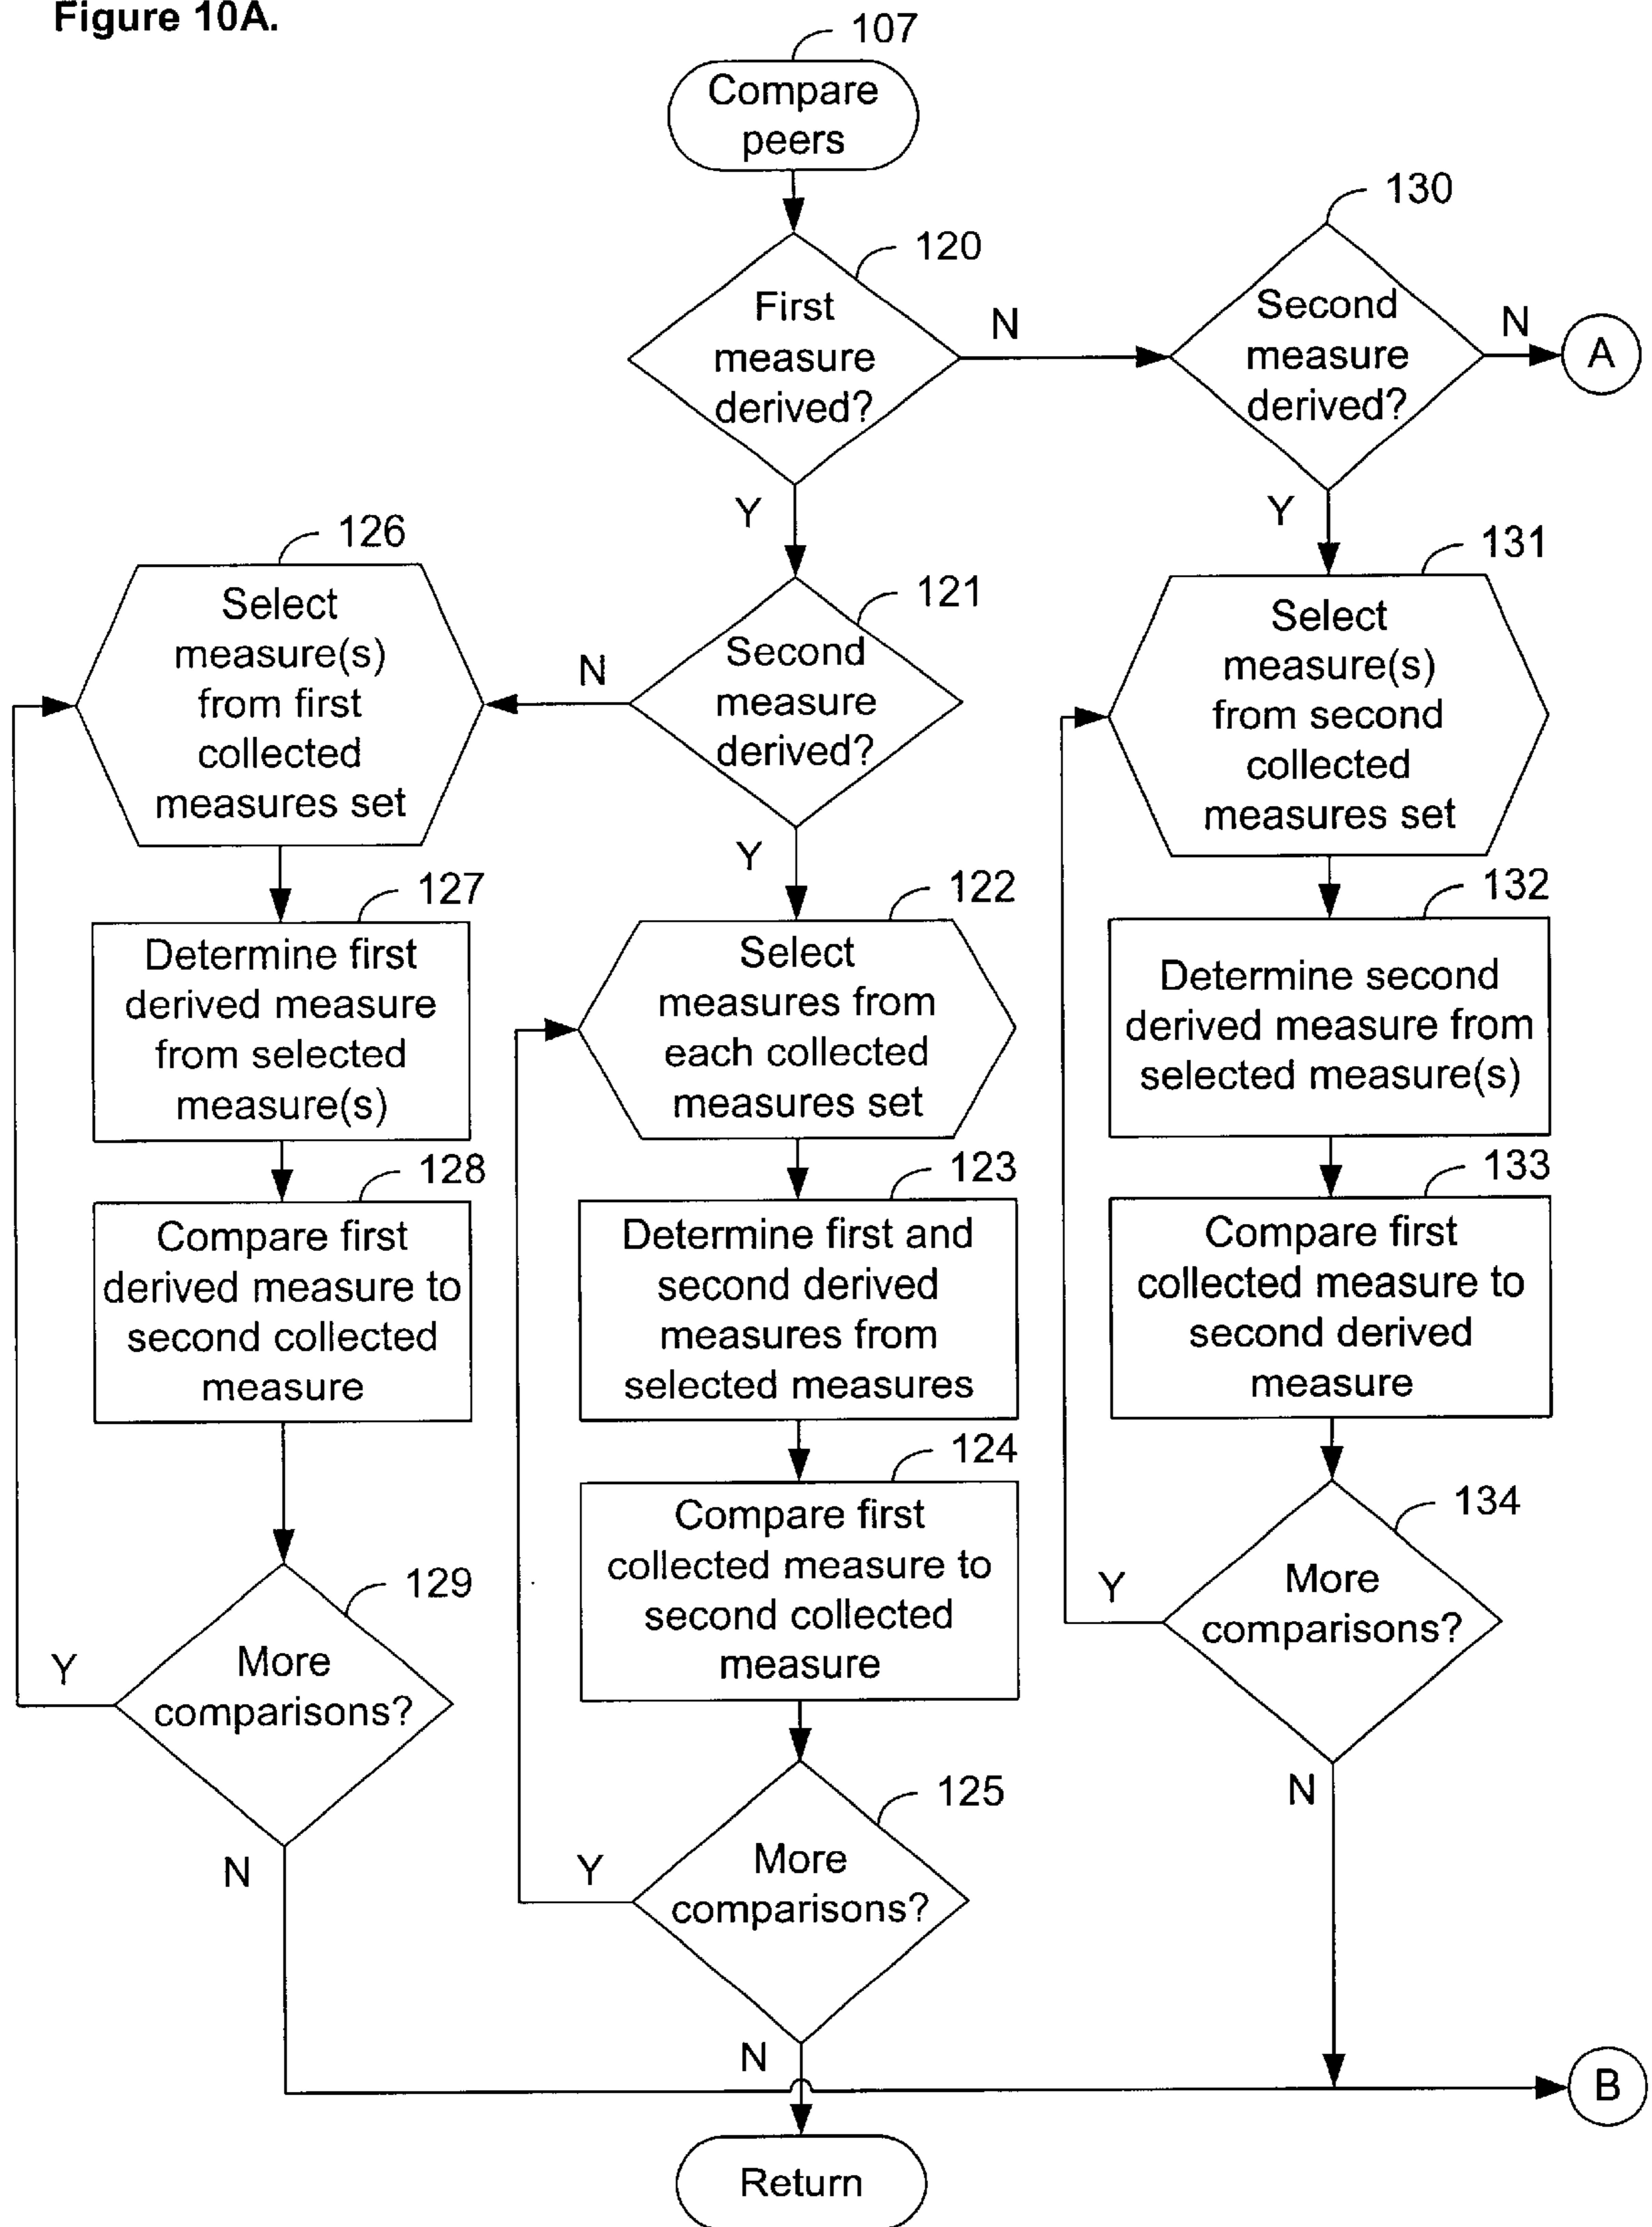 Figure 10A.
107
Compare
peers
120
First
measure
derived?
N
Y
130
Second
measure
derived?
N
A
Y
121
Second
measure
derived?
N
Y
126
Select
measure(s)
from first
collected
measures set
127
Determine first
derived measure
from selected
measure(s)
128
Compare first
derived measure to
second collected
measure
129
More
comparisons?
Y
N
122
Select
measures from
each collected
measures set
123
Determine first and
second derived
measures from
selected measures
124
Compare first
collected measure to
second collected
measure
125
More
comparisons?
Y
N
131
Select
measure(s)
from second
collected
measures set
132
Determine second
derived measure from
selected measure(s)
133
Compare first
collected measure to
second derived
measure
134
More
comparisons?
Y
N
B
Return